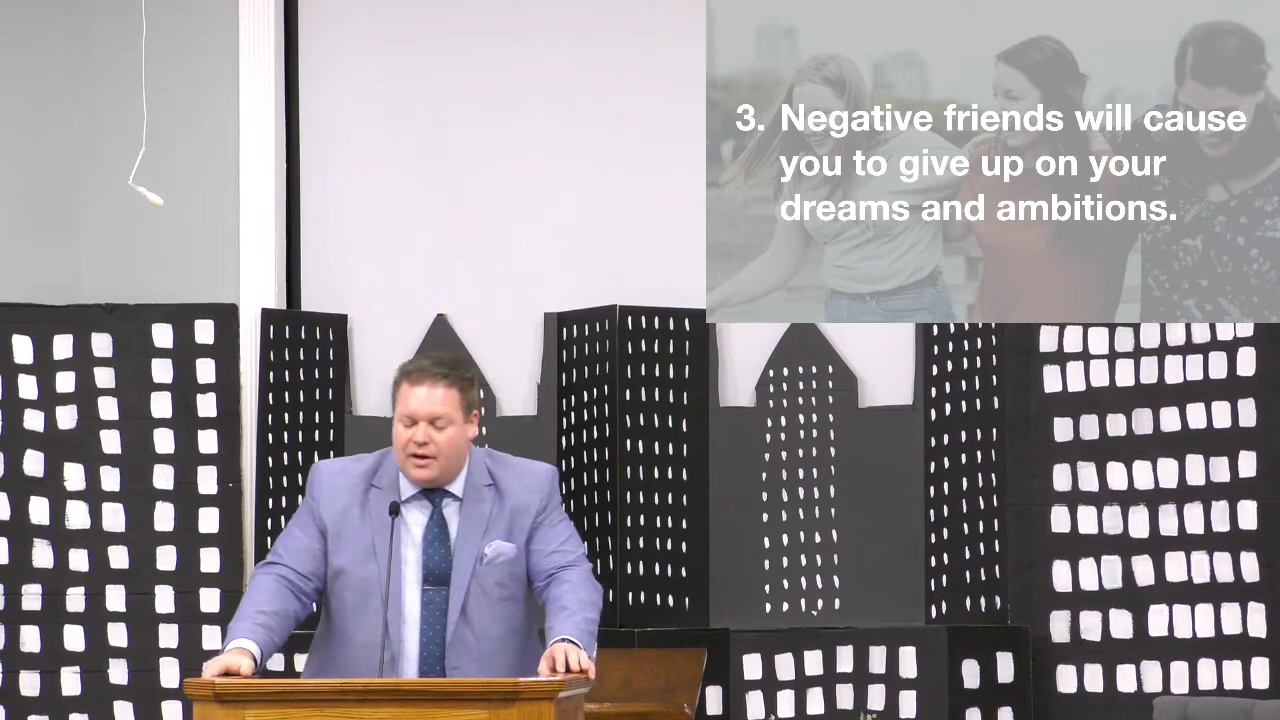 3. Negative friends will cause
you to give up on your
dreams and ambitions.